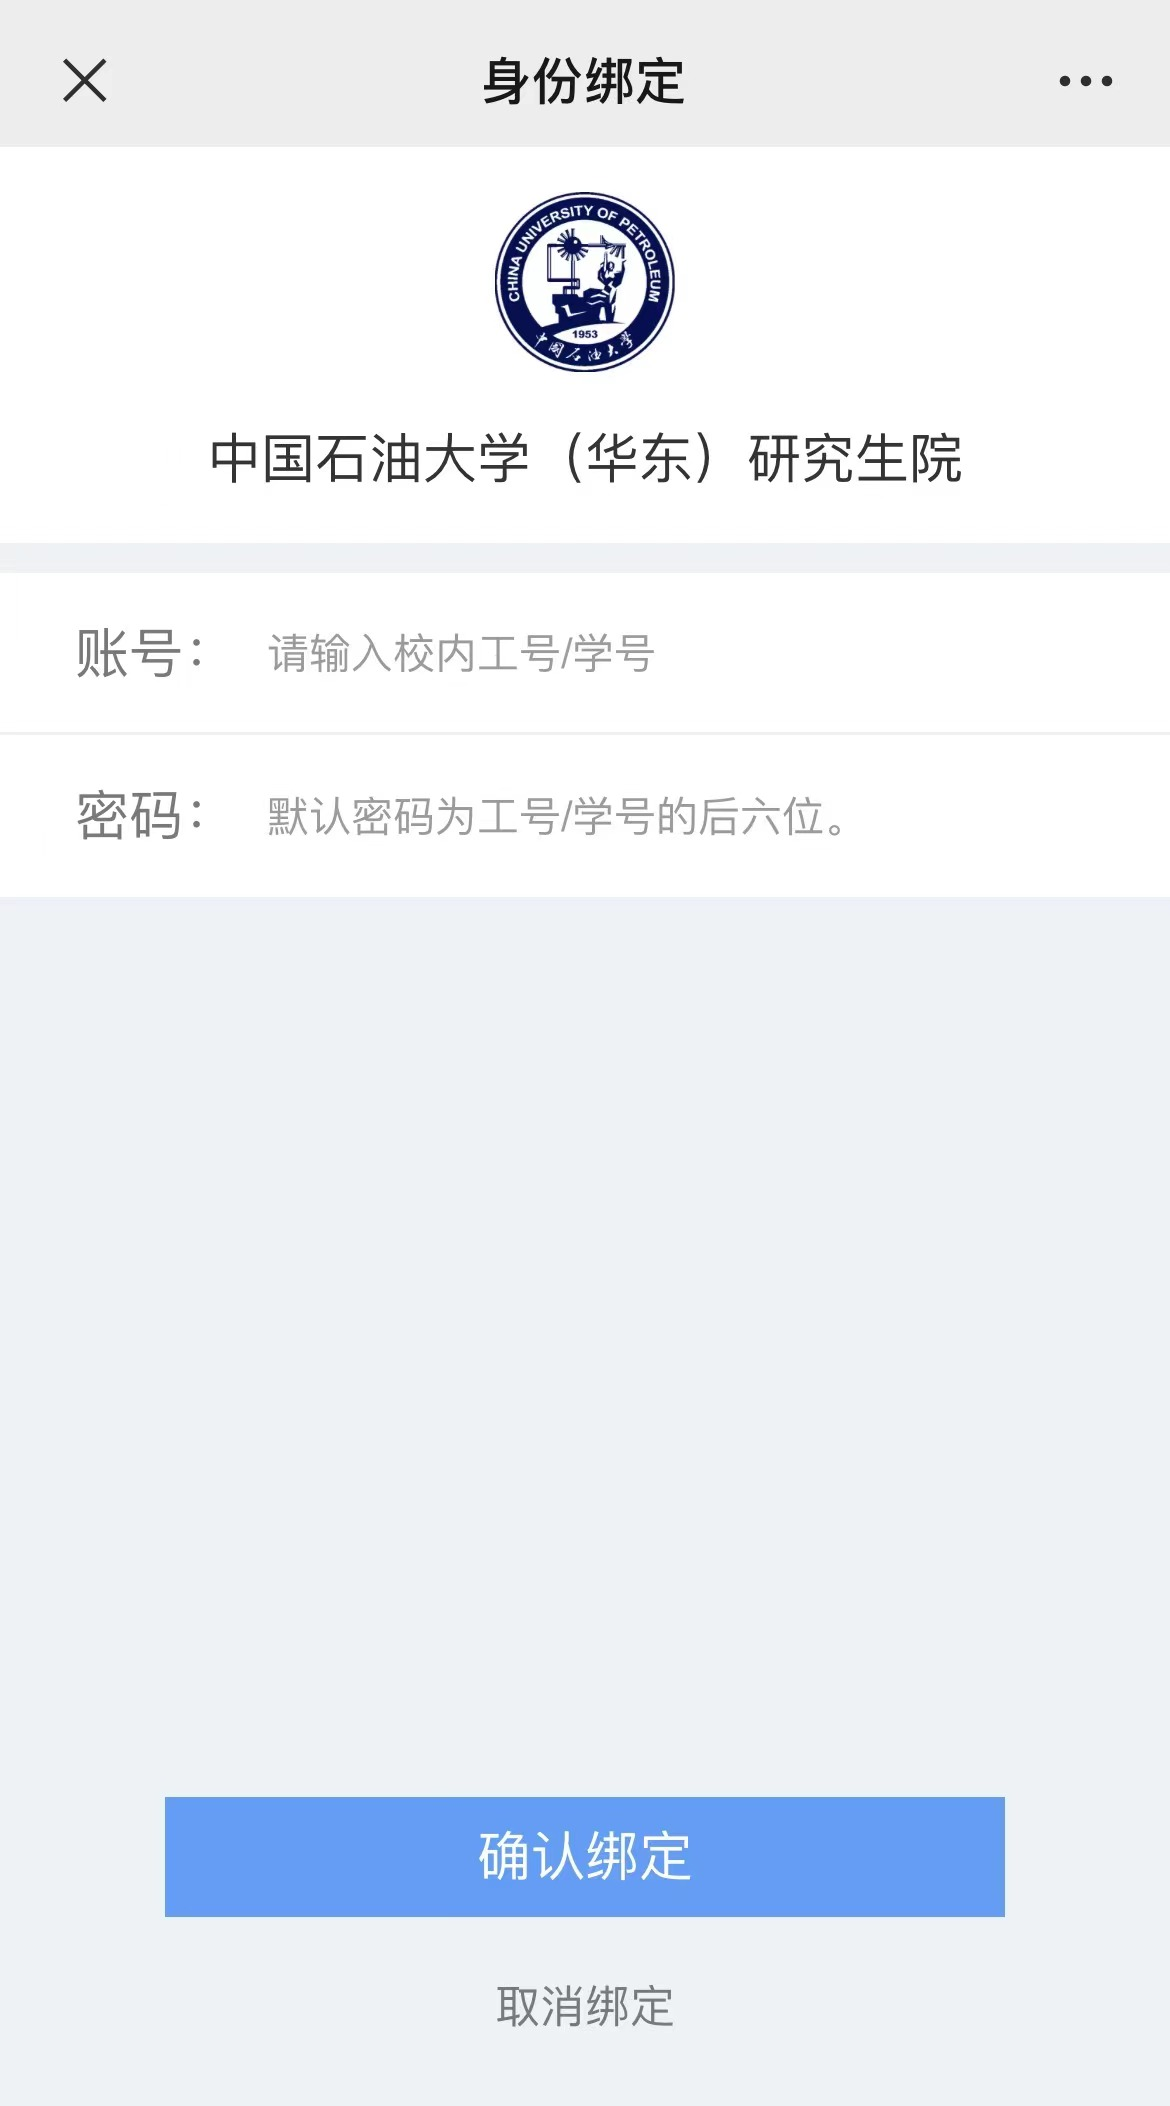 身份绑定
CHINA UNIVERSITY OF PETROLEUM
1953
中国石油大学
中国石油大学（华东）研究生院
账号： 请输入校内工号/学号
密码： 默认密码为工号/学号的后六位。
确认绑定
取消绑定